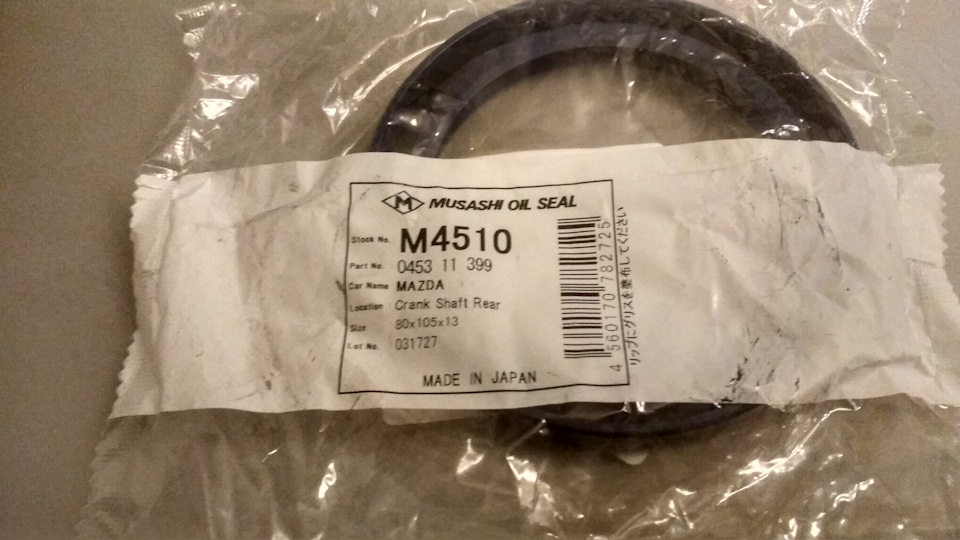 M MUSASHI OIL SEAL
Stock No. M4510
Part No. 0453 11 399
Car Name MAZDA
Location Crank Shaft Rear
Size 80x105x13
Lot No. 031727
MADE IN JAPAN
4 560170 782725
リップにグリスを塗布してください